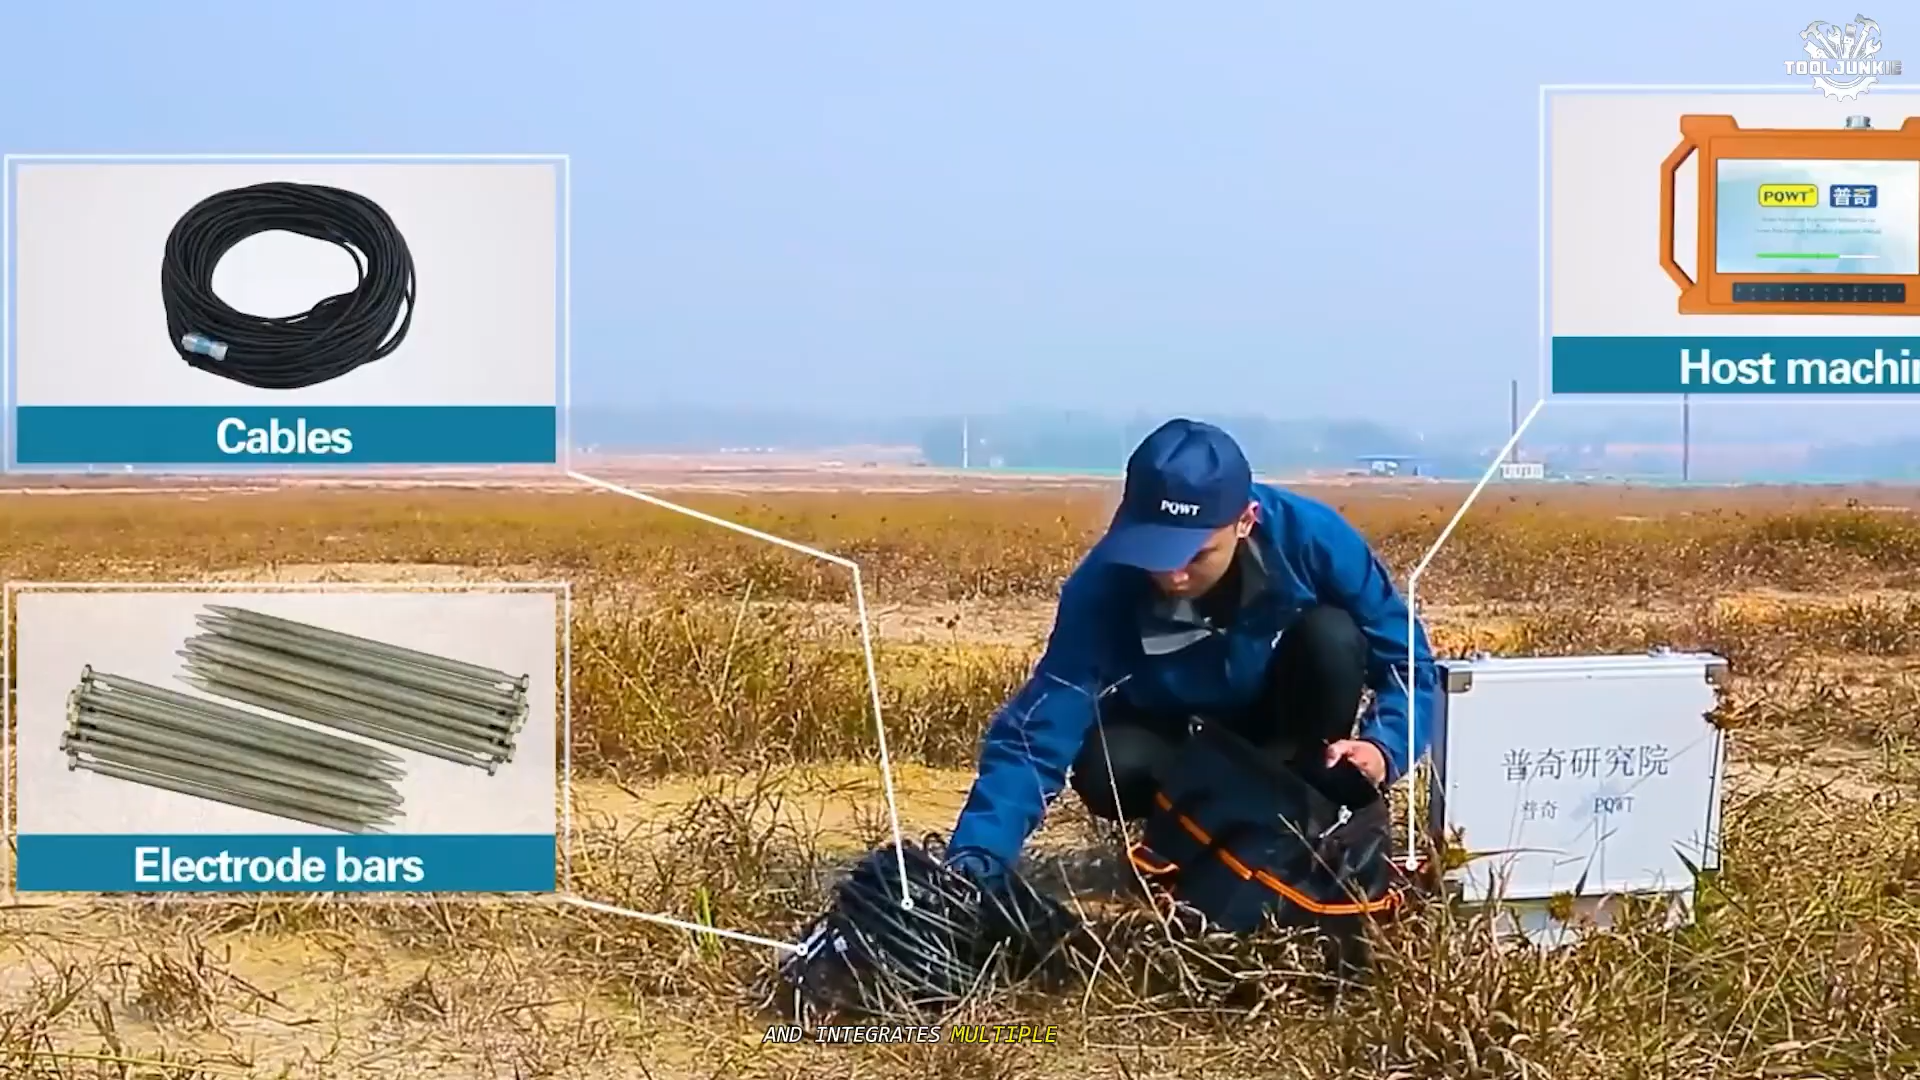 TOOLJUNKIE
PQWT
普奇
Host machin
Cables
PQWT
普奇研究院
普奇 PQWT
Electrode bars
AND INTEGRATES MULTIPLE